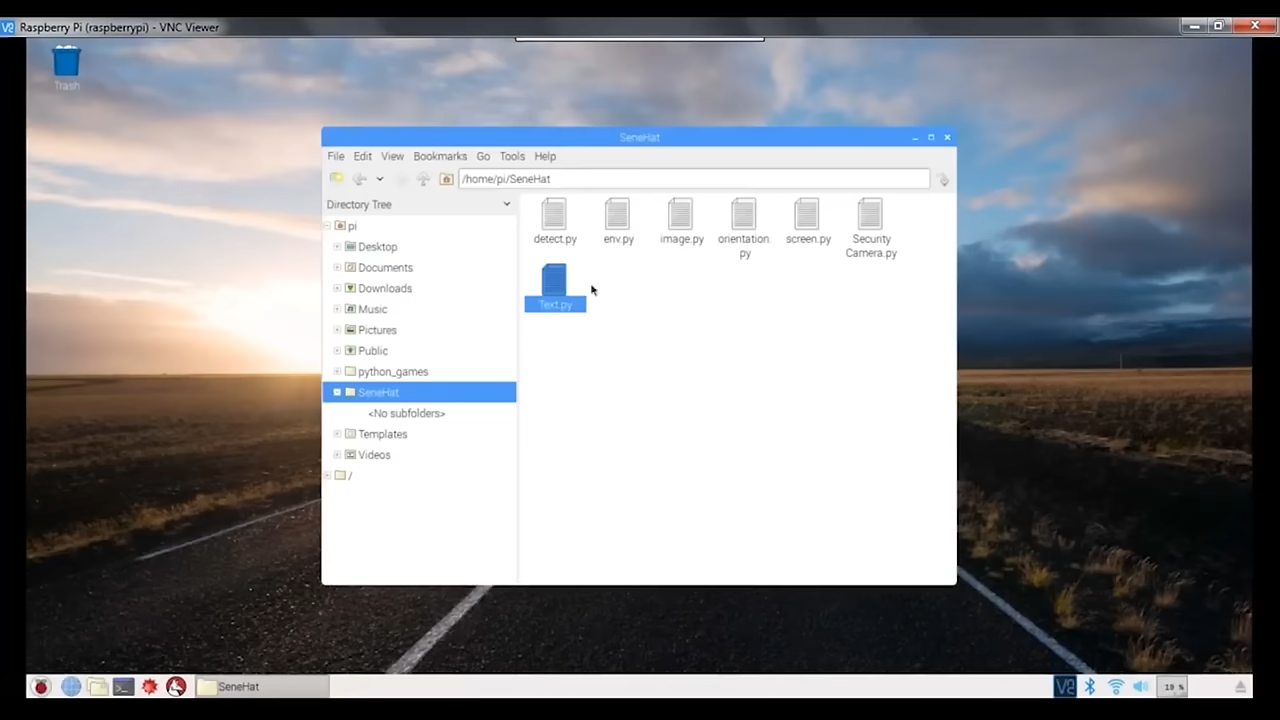 Raspberry Pi (raspberrypi) - VNC Viewer
Trash
SeneHat
File Edit View Bookmarks Go Tools Help
/home/pi/SeneHat
Directory Tree
pi
Desktop
Documents
Downloads
Music
Pictures
Public
python_games
SeneHat
<No subfolders>
Templates
Videos
/
detect.py env.py image.py orientation. screen.py Security
py Camera.py
Text.py
SeneHat
19 %